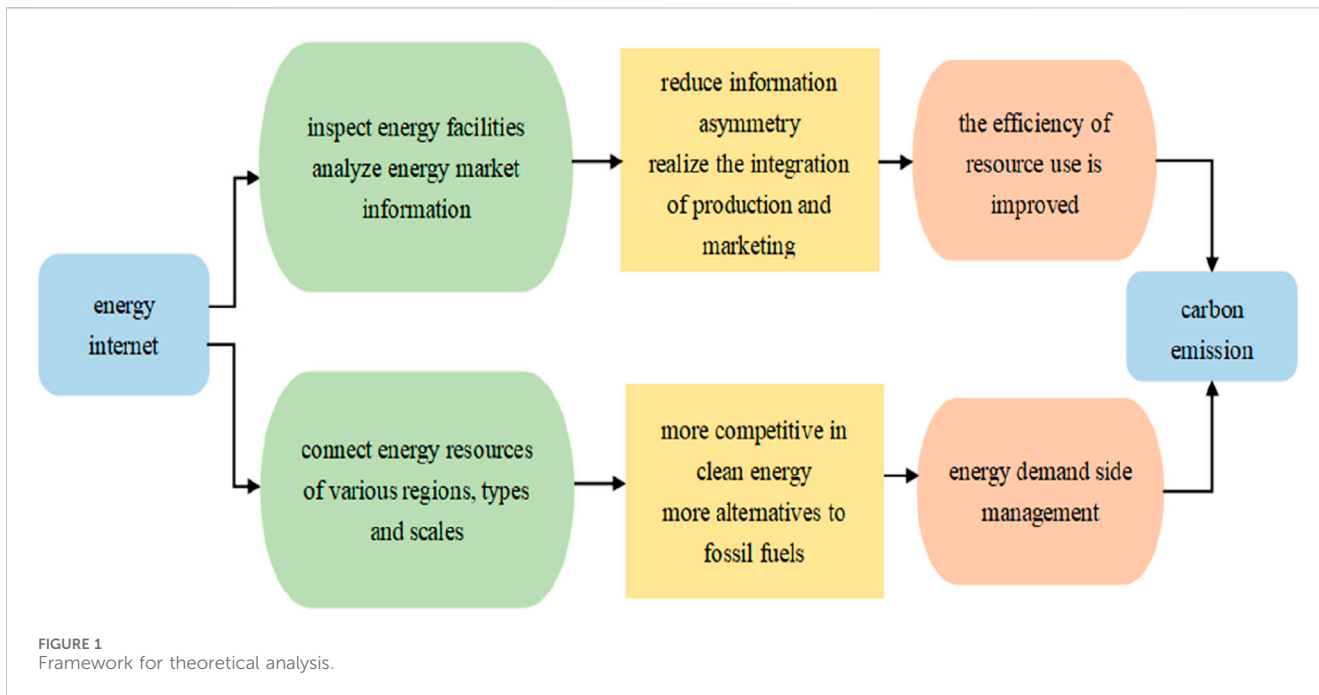 energy
internet
inspect energy facilities
analyze energy market
information
reduce information
asymmetry
realize the integration
of production and
marketing
the efficiency of
resource use is
improved
connect energy resources
of various regions, types
and scales
more competitive in
clean energy
more alternatives to
fossil fuels
energy demand side
management
carbon
emission
FIGURE 1
Framework for theoretical analysis.